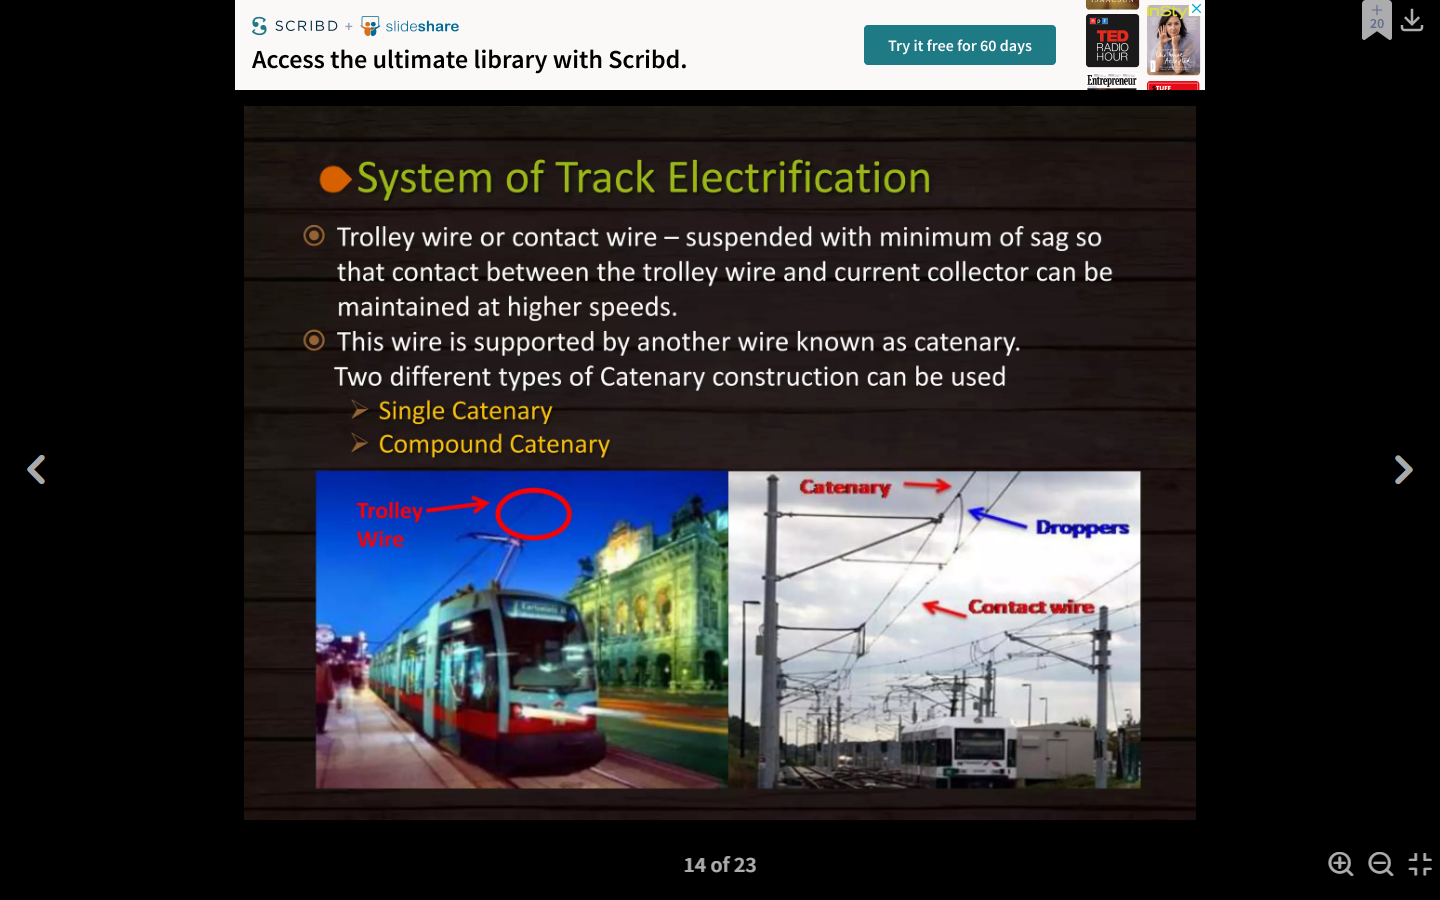 SCRIBD + slideshare
Access the ultimate library with Scribd.
Try it free for 60 days
TED
RADIO
HOUR
InStyle
Entrepreneur
+
20
System of Track Electrification
Trolley wire or contact wire – suspended with minimum of sag so
that contact between the trolley wire and current collector can be
maintained at higher speeds.
This wire is supported by another wire known as catenary.
Two different types of Catenary construction can be used
Single Catenary
Compound Catenary
Trolley
Wire
Catenary
Droppers
Contact wire
14 of 23